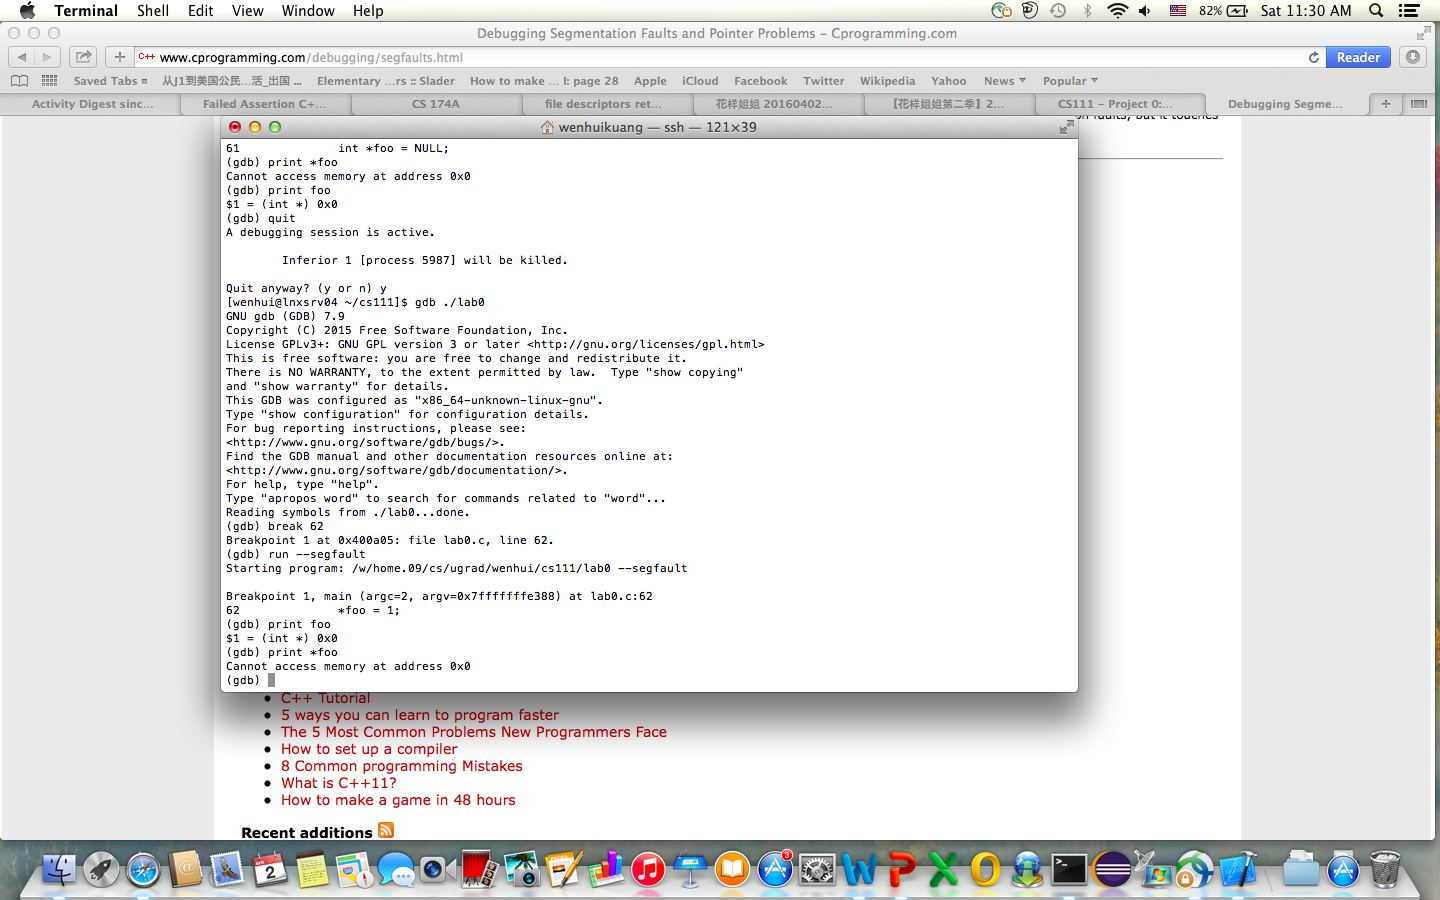 Terminal Shell Edit View Window Help 82% Sat 11:30 AM
Debugging Segmentation Faults and Pointer Problems - Cprogramming.com
C++ www.cprogramming.com/debugging/segfaults.html Reader
Saved Tabs 从J1到美国公民...活_出国 ... Elementary ...rs :: Slader How to make ... I: page 28 Apple iCloud Facebook Twitter Wikipedia Yahoo News Popular
Activity Digest sinc... Failed Assertion C+... CS 174A file descriptors ret... 花样姐姐 20160402... 【花样姐姐第二季】2... CS111 - Project 0:... Debugging Segme...
on faults, but it touches
wenhuikuang — ssh — 121×39
61 int *foo = NULL;
(gdb) print *foo
Cannot access memory at address 0x0
(gdb) print foo
$1 = (int *) 0x0
(gdb) quit
A debugging session is active.
Inferior 1 [process 5987] will be killed.
Quit anyway? (y or n) y
[wenhui@lnxsrv04 ~/cs111]$ gdb ./lab0
GNU gdb (GDB) 7.9
Copyright (C) 2015 Free Software Foundation, Inc.
License GPLv3+: GNU GPL version 3 or later <http://gnu.org/licenses/gpl.html>
This is free software: you are free to change and redistribute it.
There is NO WARRANTY, to the extent permitted by law.  Type "show copying"
and "show warranty" for details.
This GDB was configured as "x86_64-unknown-linux-gnu".
Type "show configuration" for configuration details.
For bug reporting instructions, please see:
<http://www.gnu.org/software/gdb/bugs/>.
Find the GDB manual and other documentation resources online at:
<http://www.gnu.org/software/gdb/documentation/>.
For help, type "help".
Type "apropos word" to search for commands related to "word"...
Reading symbols from ./lab0...done.
(gdb) break 62
Breakpoint 1 at 0x400a05: file lab0.c, line 62.
(gdb) run --segfault
Starting program: /w/home.09/cs/ugrad/wenhui/cs111/lab0 --segfault
Breakpoint 1, main (argc=2, argv=0x7fffffffe388) at lab0.c:62
62 *foo = 1;
(gdb) print foo
$1 = (int *) 0x0
(gdb) print *foo
Cannot access memory at address 0x0
(gdb)
C++ Tutorial
5 ways you can learn to program faster
The 5 Most Common Problems New Programmers Face
How to set up a compiler
8 Common programming Mistakes
What is C++11?
How to make a game in 48 hours
Recent additions
2
3